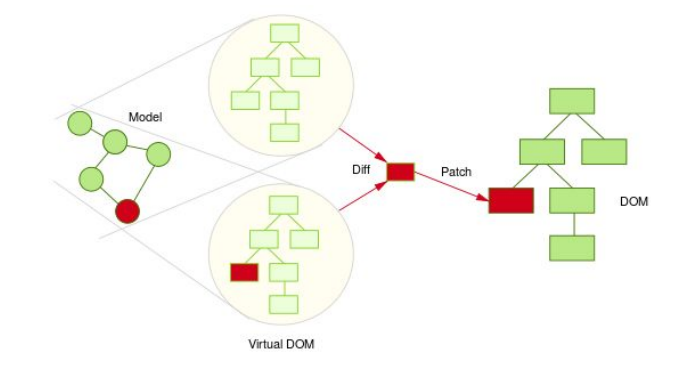 Model
Diff
Patch
DOM
Virtual DOM